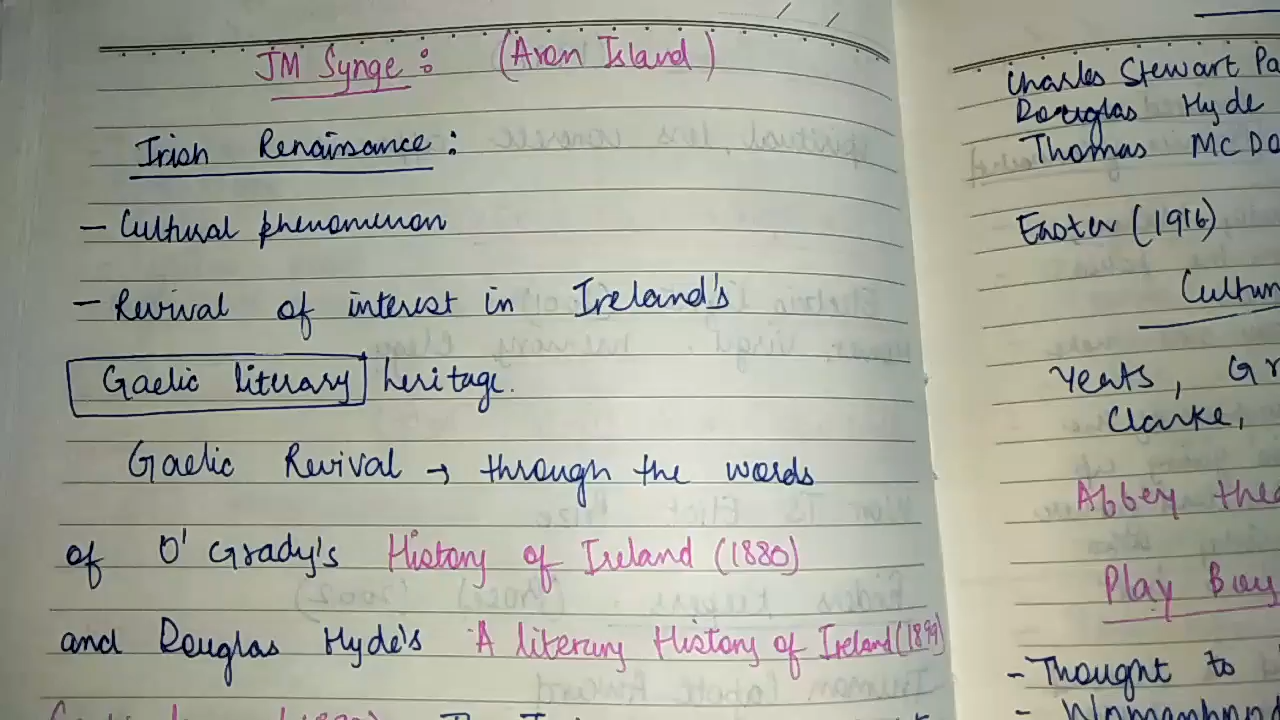 JM Synge : (Aran Island)
Irish Renaissance :
- Cultural phenomenon
- Revival of interest in Ireland's
Gaelic literary heritage.
Gaelic Revival → through the words
of O' Grady's History of Ireland (1880)
and Douglas Hyde's A literary History of Ireland (1899)
Charles Stewart Pa
Douglas Hyde
Thomas McDo
Easter (1916)
Cultur
Yeats, Gr
Clarke,
Abbey thea
Play Boy
- Thought to
- Womanhood